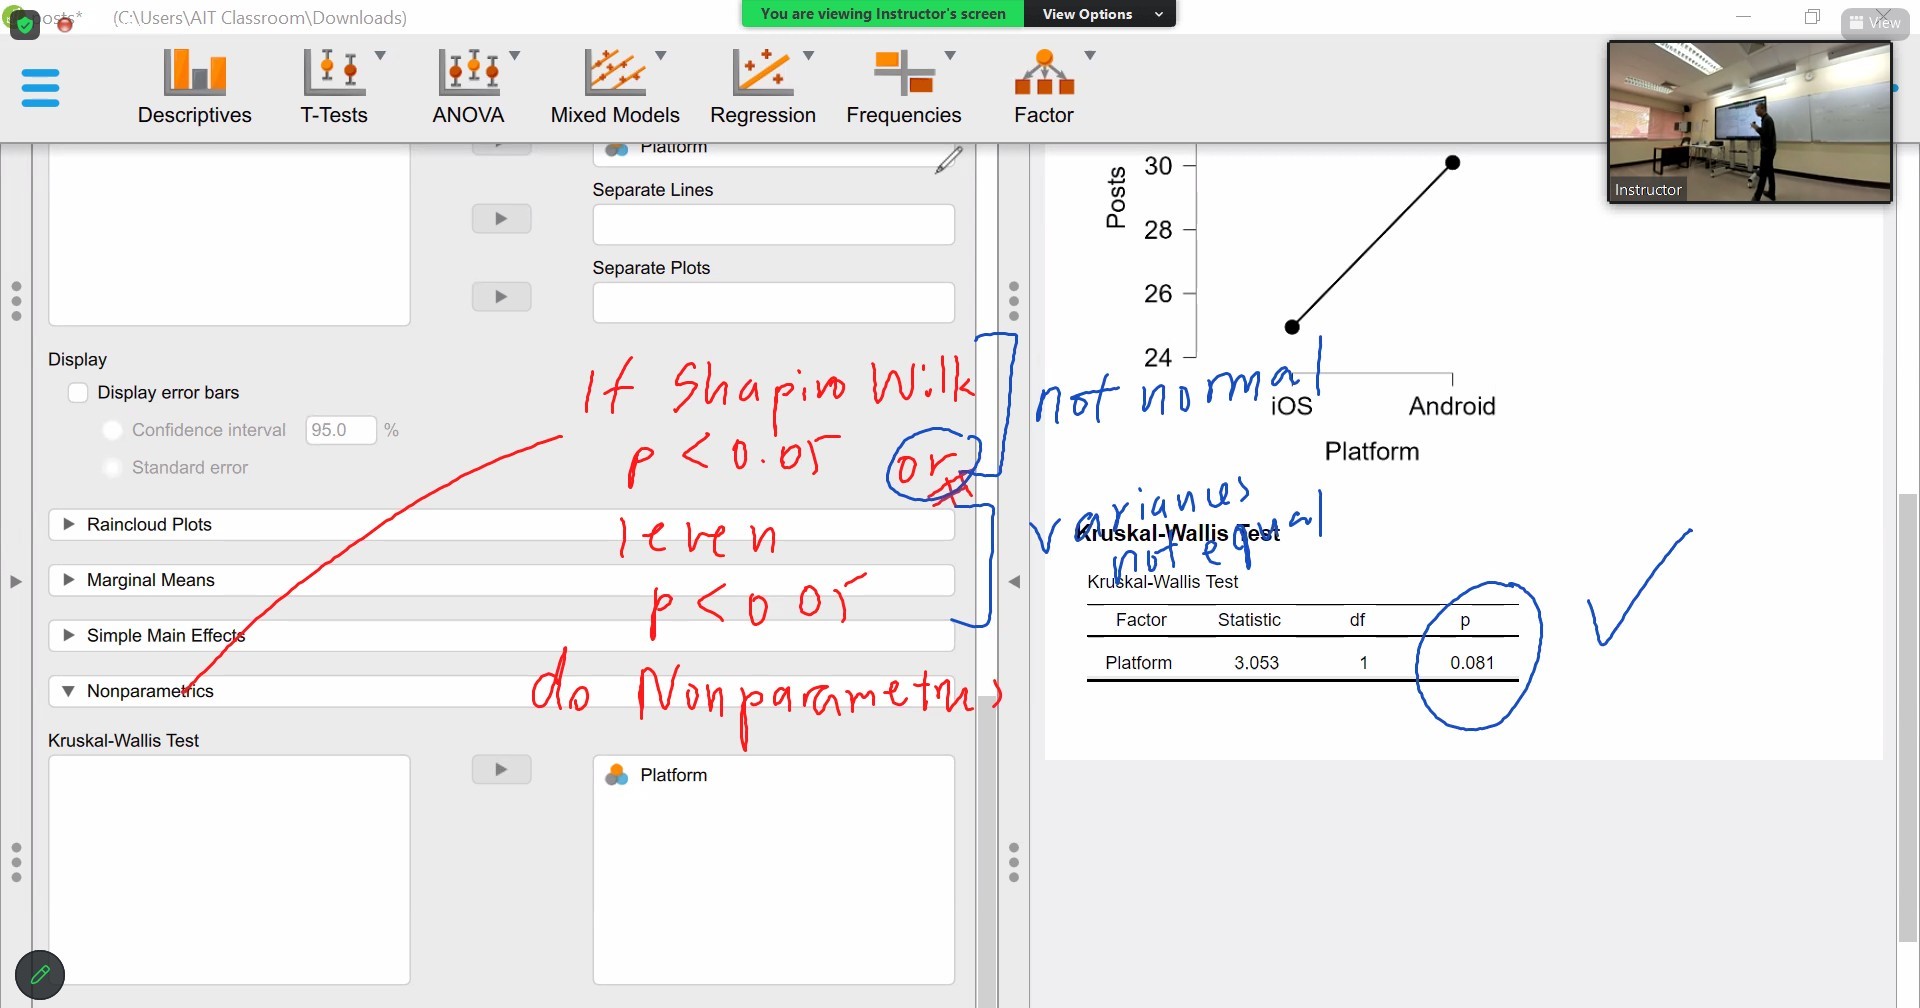 posts* (C:\Users\AIT Classroom\Downloads)
You are viewing Instructor's screen View Options
View
Descriptives T-Tests ANOVA Mixed Models Regression Frequencies Factor
Instructor
Platform
Separate Lines
Separate Plots
Display
Display error bars
Confidence interval 95.0 %
Standard error
Raincloud Plots
Marginal Means
Simple Main Effects
Nonparametrics
Kruskal-Wallis Test
Platform
If Shapiro Wilk
p < 0.05 or
leven
p < 0 05
do Nonparametrics
not normal
variances
not equal
Posts
30
28
26
24
iOS Android
Platform
Kruskal-Wallis Test
Kruskal-Wallis Test
Factor Statistic df p
Platform 3.053 1 0.081